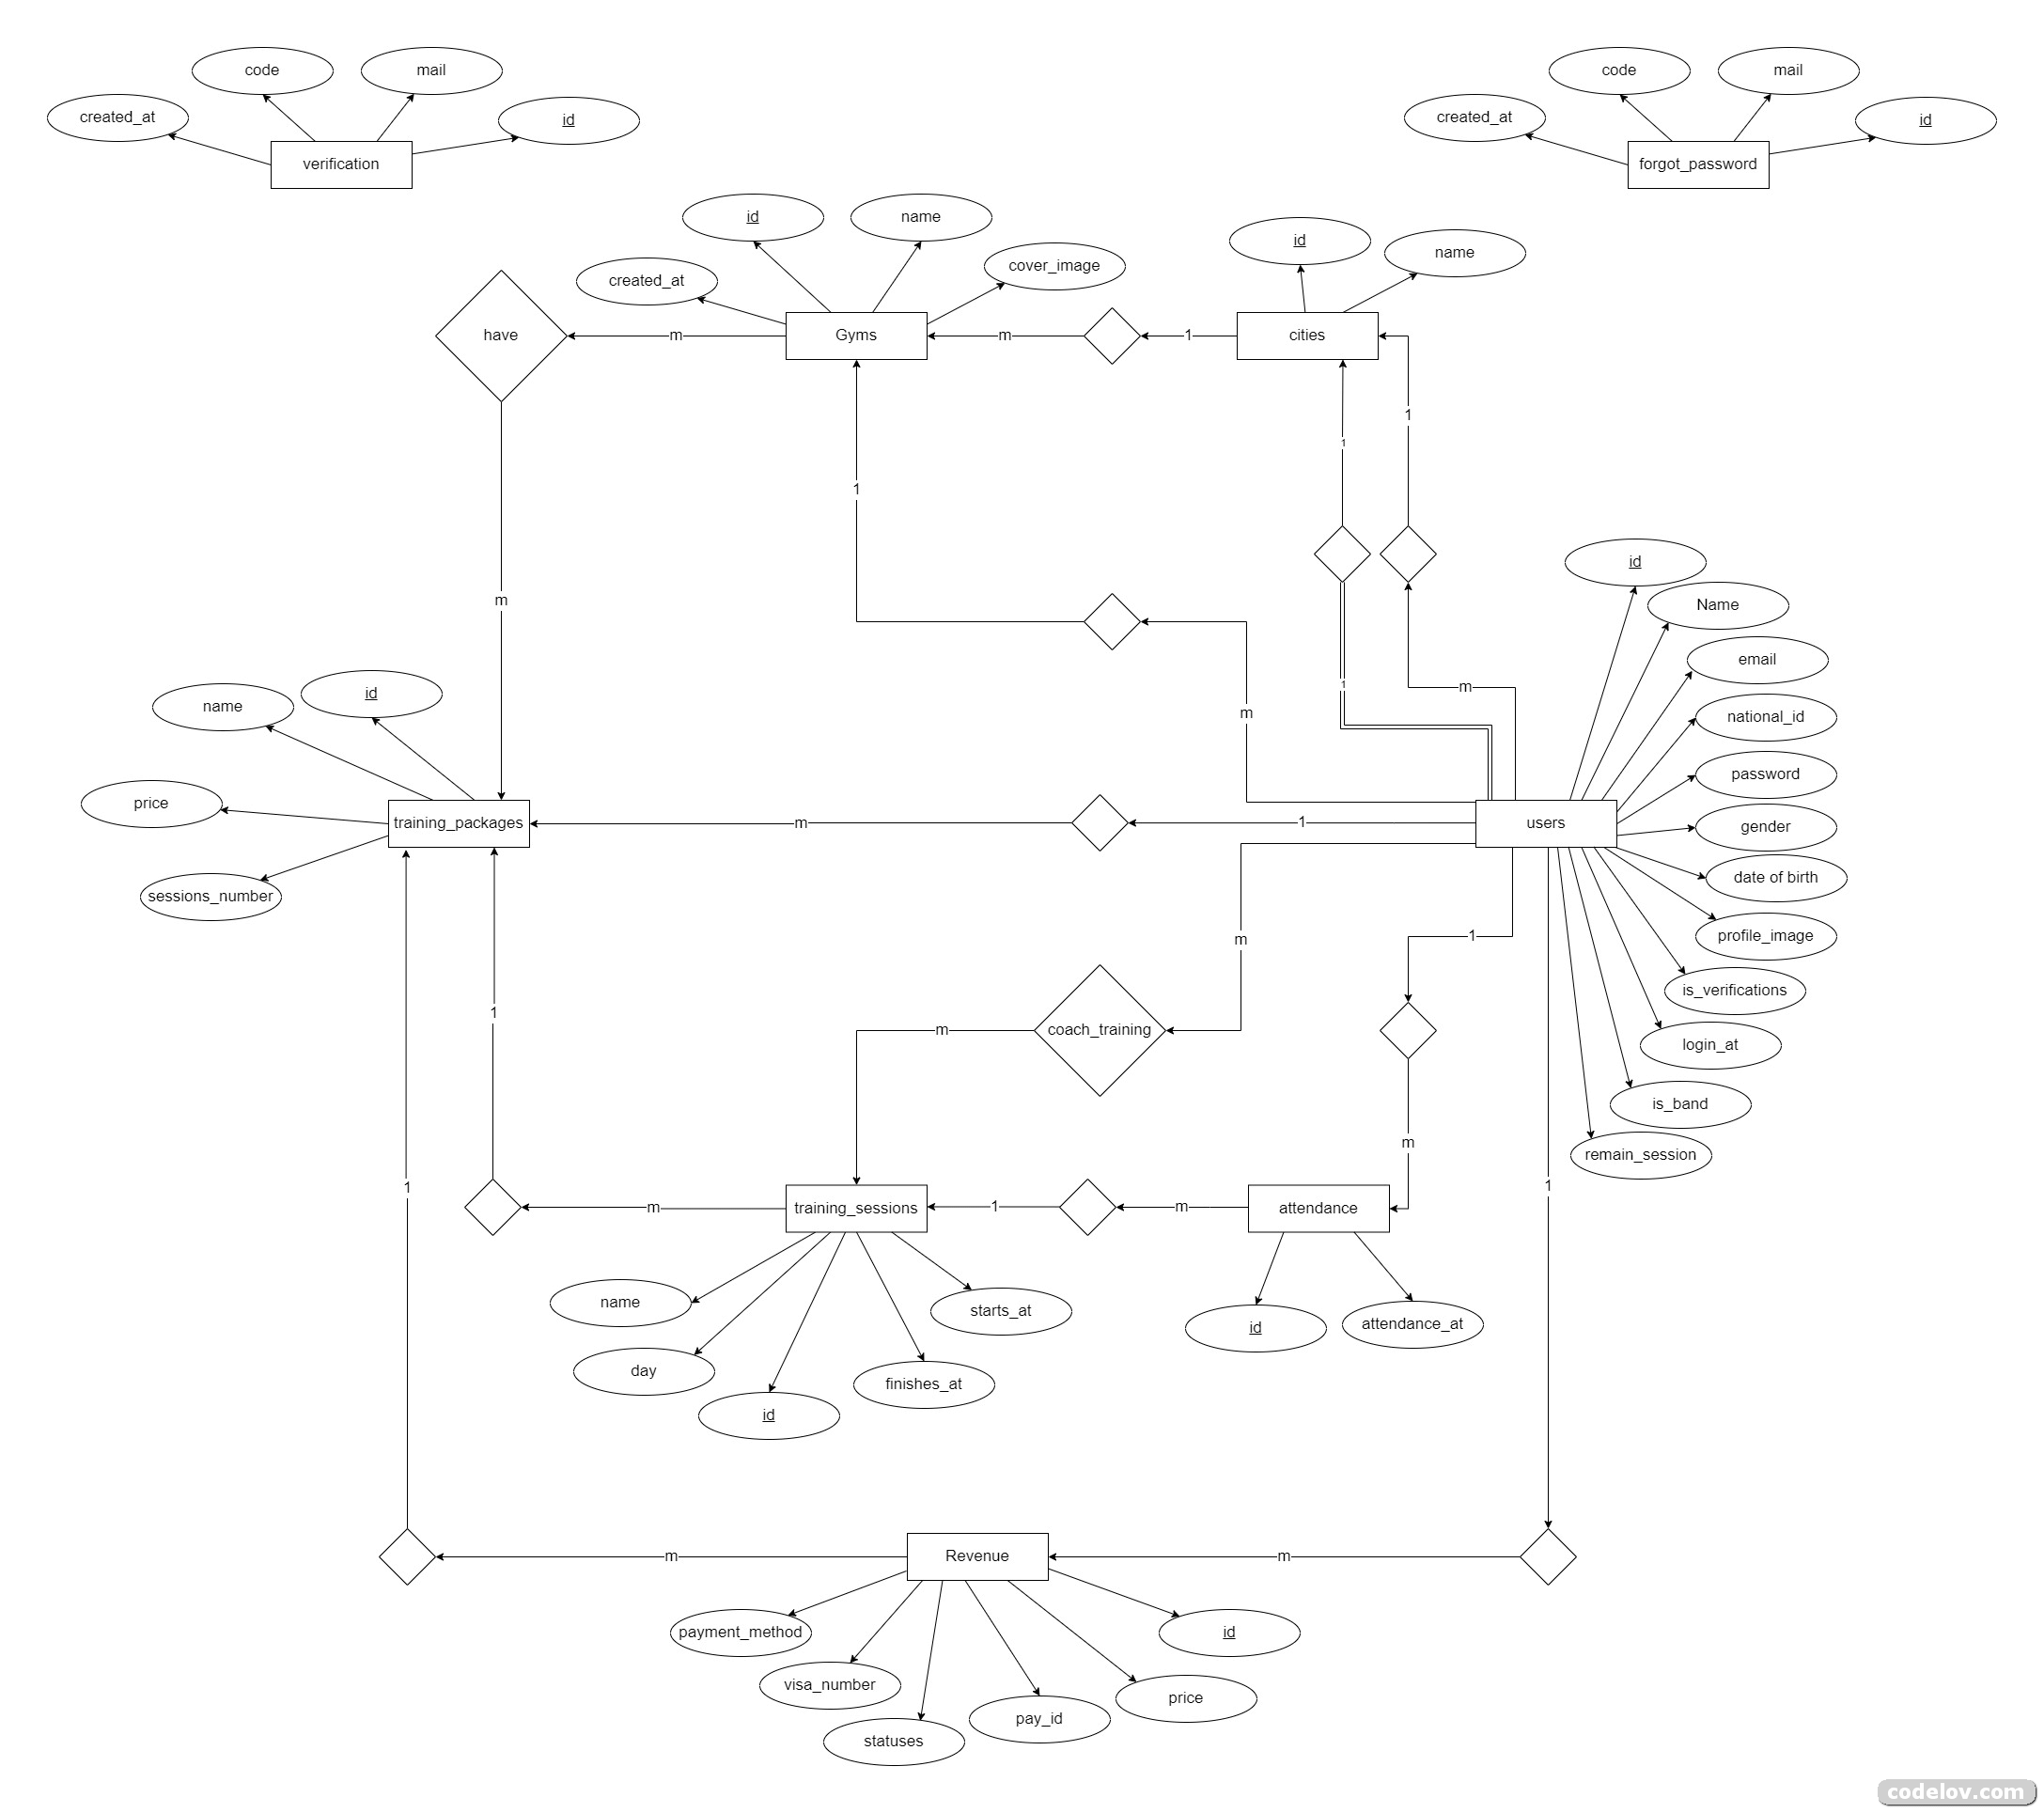 code
mail
created_at
id
verification
code
mail
created_at
id
forgot_password
id
name
created_at
cover_image
Gyms
id
name
cities
have
m
m
1
1
1
1
m
id
Name
email
national_id
password
gender
date of birth
profile_image
is_verifications
login_at
is_band
remain_session
users
1
m
m
name
id
price
sessions_number
training_packages
m
1
m
1
coach_training
m
1
m
1
1
1
m
training_sessions
1
m
attendance
name
day
id
finishes_at
starts_at
id
attendance_at
m
Revenue
m
payment_method
visa_number
statuses
pay_id
price
id
codelov.com